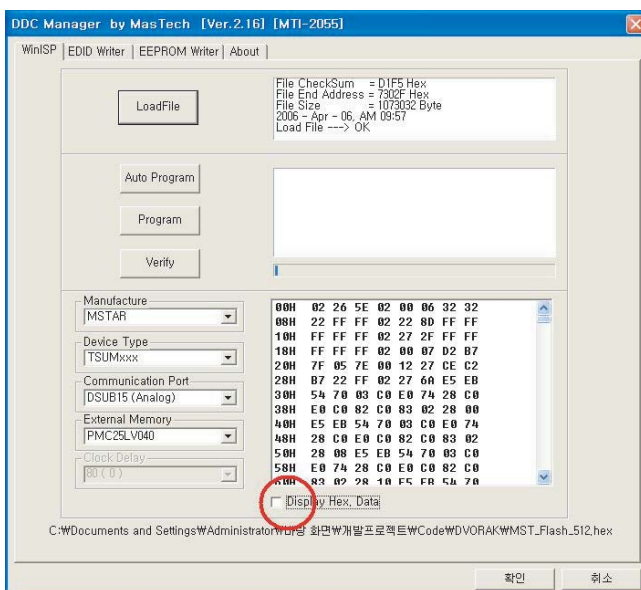 DDC Manager by MasTech [Ver.2.16] [MTI-2055]
WinISP EDID Writer EEPROM Writer About
LoadFile
File CheckSum = D1F5 Hex
File End Address = 7302F Hex
File Size = 1073032 Byte
2006 - Apr - 06, AM 09:57
Load File ---> OK
Auto Program
Program
Verify
Manufacture
MSTAR
Device Type
TSUMxxx
Communication Port
DSUB15 (Analog)
External Memory
PMC25LV040
Clock Delay
80 ( 0 )
00H 02 26 5E 02 00 06 32 32
08H 22 FF FF 02 22 8D FF FF
10H FF FF FF 02 27 2F FF FF
18H FF FF FF 02 00 07 D2 B7
20H 7F 05 7E 00 12 27 CE C2
28H B7 22 FF 02 27 6A E5 EB
30H 54 70 03 C0 E0 74 28 C0
38H E0 C0 82 C0 83 02 28 00
40H E5 EB 54 70 03 C0 E0 74
48H 28 C0 E0 C0 82 C0 83 02
50H 28 08 E5 EB 54 70 03 C0
58H E0 74 28 C0 E0 C0 82 C0
60H 83 02 28 10 E5 EB 54 70
Display Hex, Data
C:₩Documents and Settings₩Administrator₩바탕 화면₩개발프로젝트₩Code₩DVORAK₩MST_Flash_512.hex
확인 취소